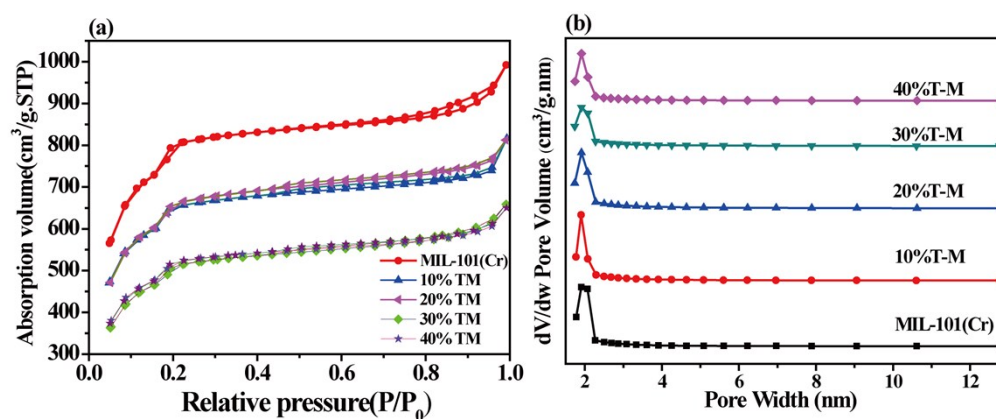 (a)
Absorption volume(cm³/g.STP)
1000
900
800
700
600
500
400
300
MIL-101(Cr)
10% TM
20% TM
30% TM
40% TM
0.0 0.2 0.4 0.6 0.8 1.0
Relative pressure(P/P₀)
(b)
dV/dw Pore Volume (cm³/g.nm)
40%T-M
30%T-M
20%T-M
10%T-M
MIL-101(Cr)
2 4 6 8 10 12
Pore Width (nm)